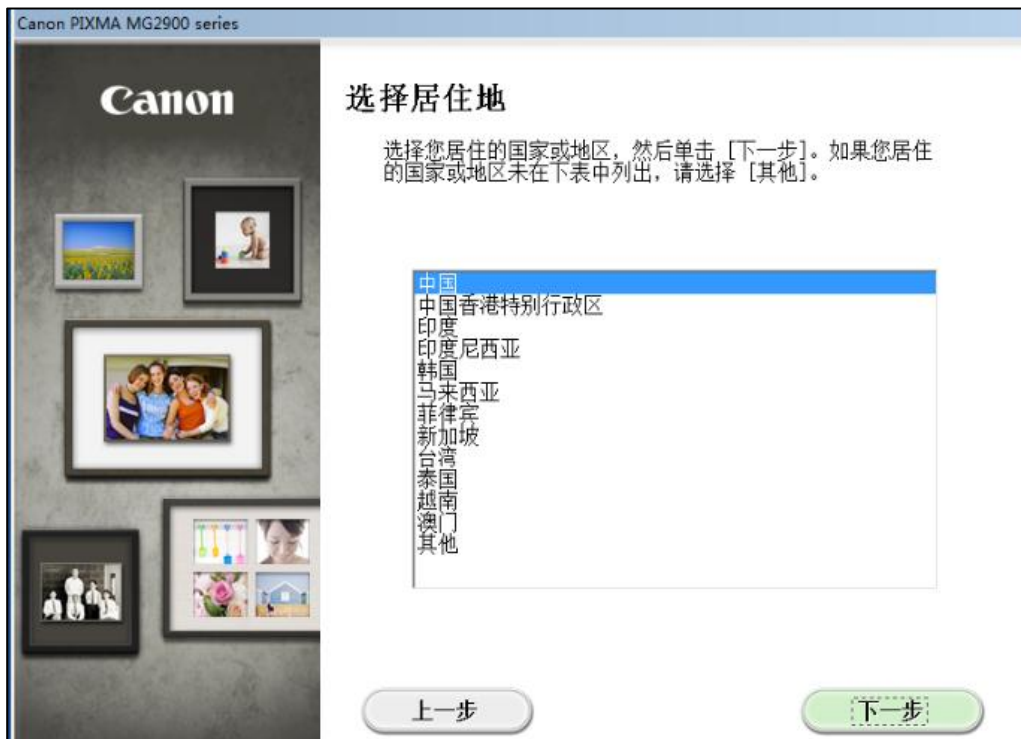 Canon PIXMA MG2900 series
Canon
选择居住地
选择您居住的国家或地区，然后单击 [下一步]。如果您居住
的国家或地区未在下表中列出，请选择 [其他]。
中国
中国香港特别行政区
印度
印度尼西亚
韩国
马来西亚
菲律宾
新加坡
台湾
泰国
越南
澳门
其他
上一步
下一步